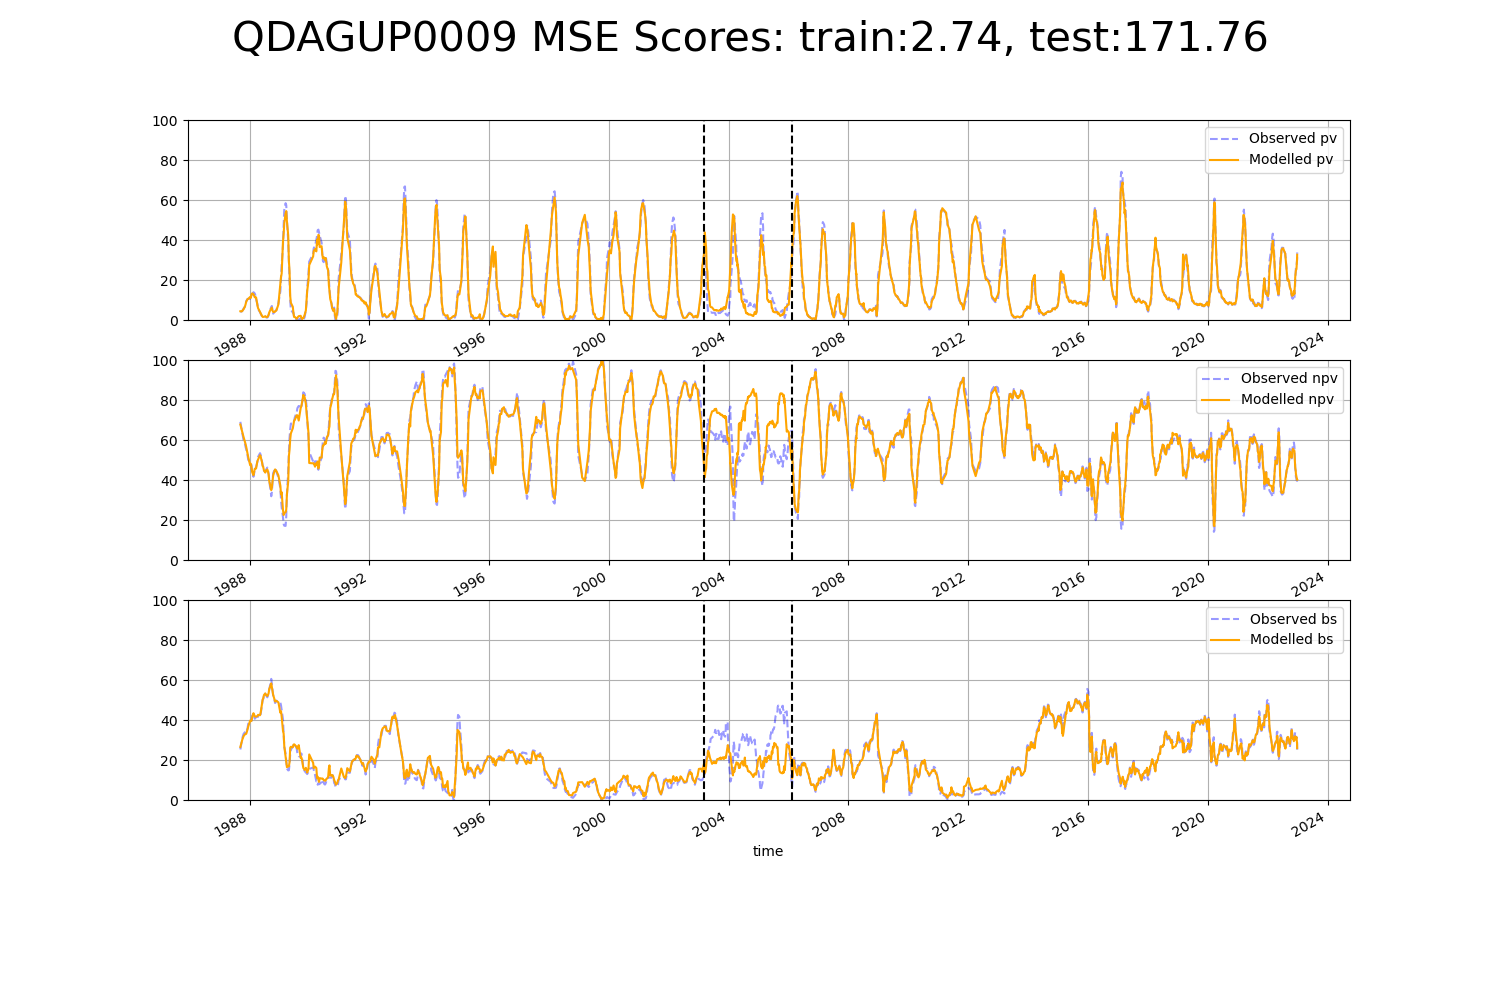 QDAGUP0009 MSE Scores: train:2.74, test:171.76
100
80
60
40
20
0
Observed pv
Modelled pv
1988 1992 1996 2000 2004 2008 2012 2016 2020 2024
100
80
60
40
20
0
Observed npv
Modelled npv
1988 1992 1996 2000 2004 2008 2012 2016 2020 2024
100
80
60
40
20
0
Observed bs
Modelled bs
1988 1992 1996 2000 2004 2008 2012 2016 2020 2024
time